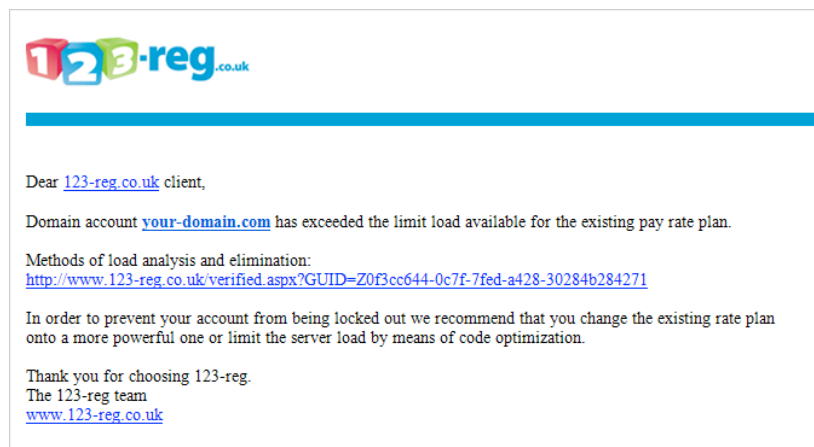 123-reg.co.uk
Dear 123-reg.co.uk client,
Domain account your-domain.com has exceeded the limit load available for the existing pay rate plan.
Methods of load analysis and elimination:
http://www.123-reg.co.uk/verified.aspx?GUID=Z0f3cc644-0c7f-7fed-a428-30284b284271
In order to prevent your account from being locked out we recommend that you change the existing rate plan
onto a more powerful one or limit the server load by means of code optimization.
Thank you for choosing 123-reg.
The 123-reg team
www.123-reg.co.uk